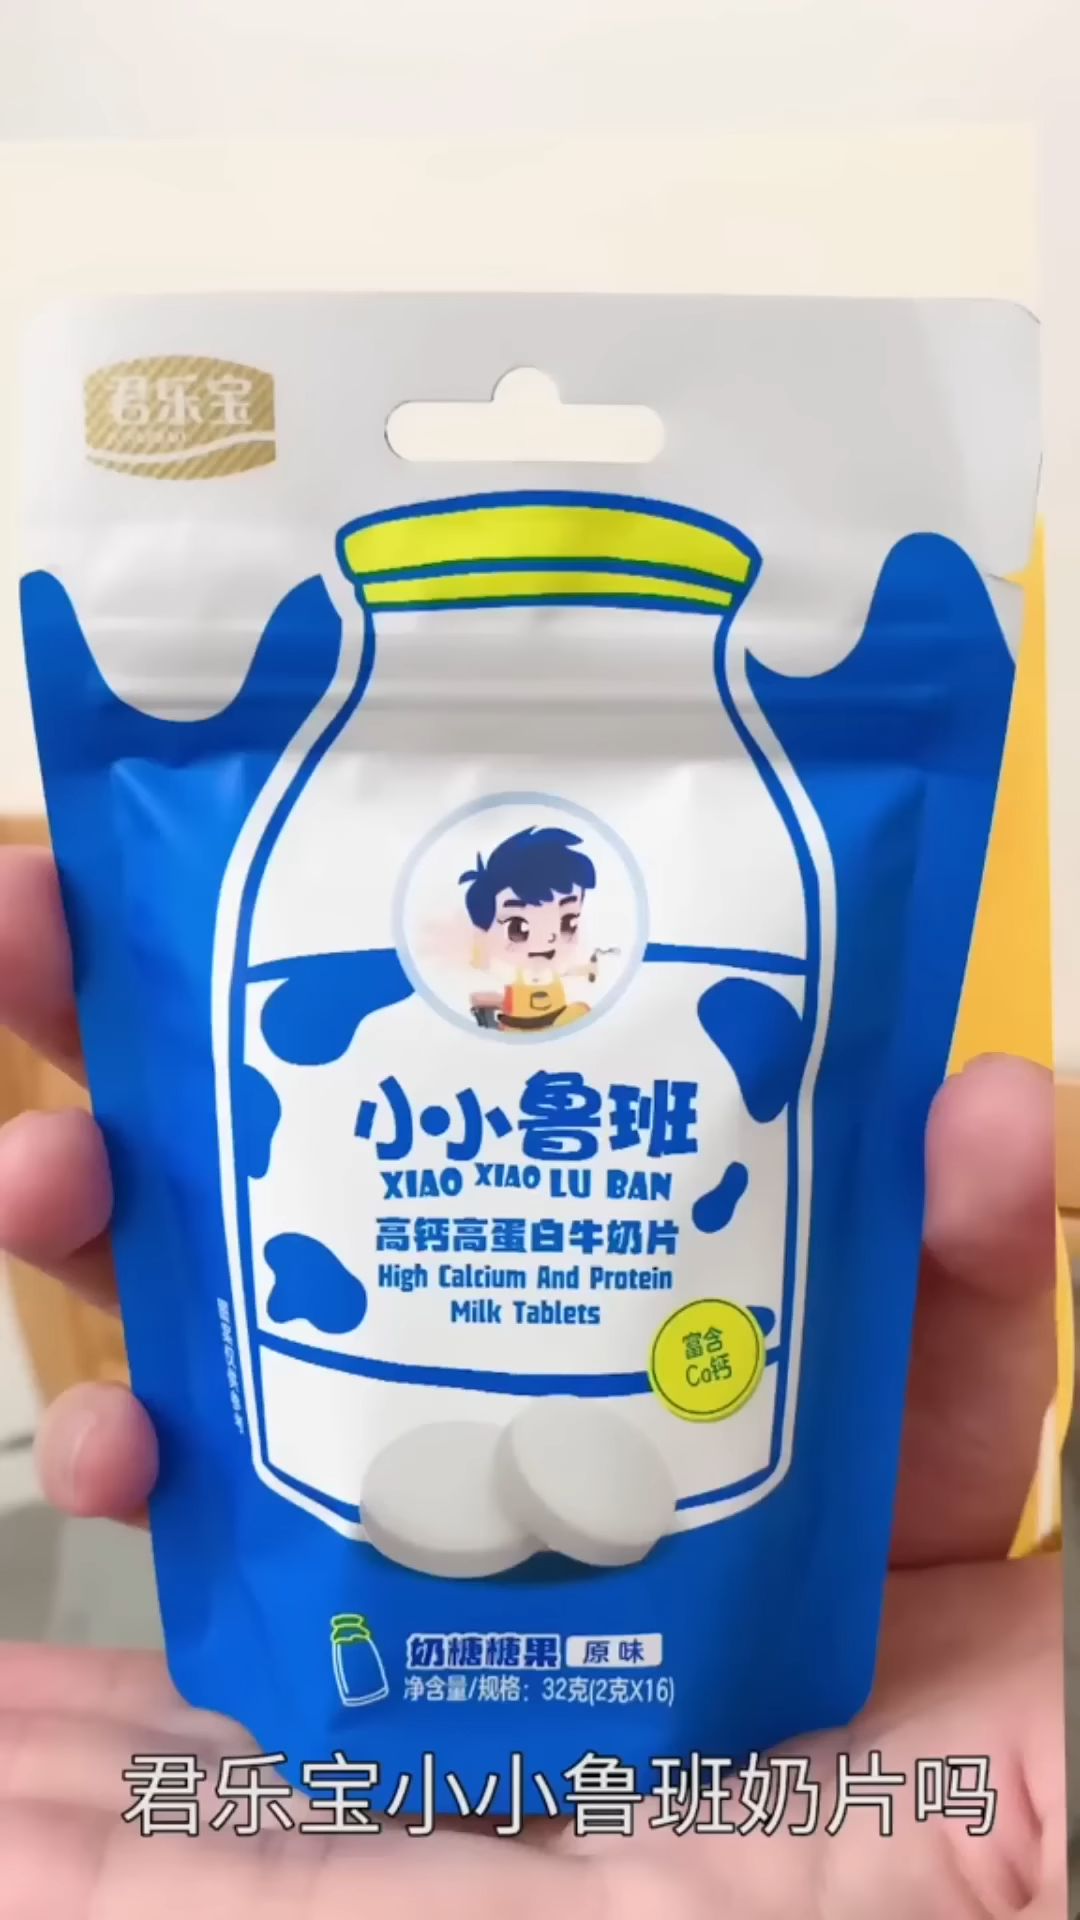 君乐宝
小小鲁班
XIAO XIAO LU BAN
高钙高蛋白牛奶片
High Calcium And Protein
Milk Tablets
富含
Ca钙
奶糖糖果 原味
净含量/规格：32克(2克X16)
君乐宝小小鲁班奶片吗